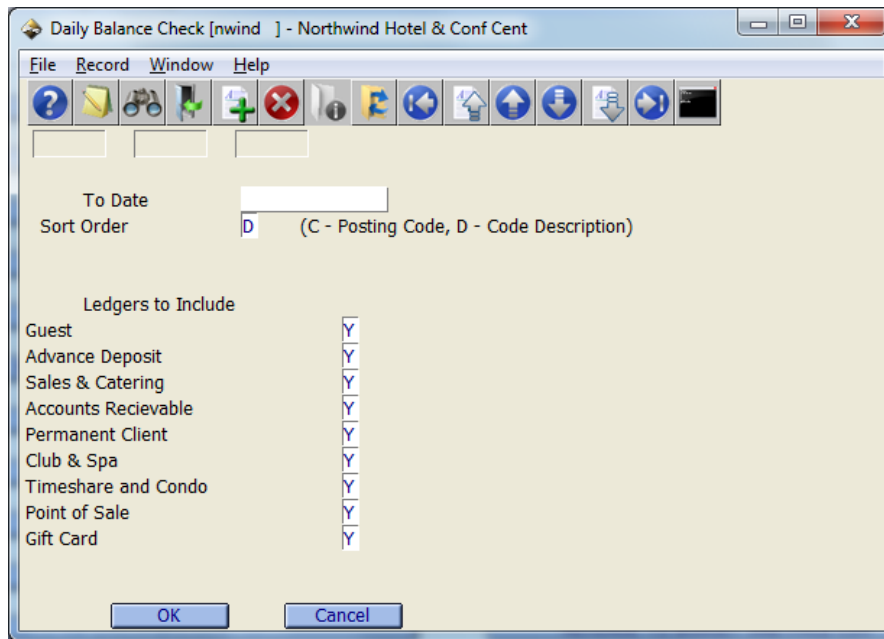 Daily Balance Check [nwind   ] - Northwind Hotel & Conf Cent
File Record Window Help
To Date
Sort Order D (C - Posting Code, D - Code Description)
Ledgers to Include
Guest Y
Advance Deposit Y
Sales & Catering Y
Accounts Recievable Y
Permanent Client Y
Club & Spa Y
Timeshare and Condo Y
Point of Sale Y
Gift Card Y
OK Cancel